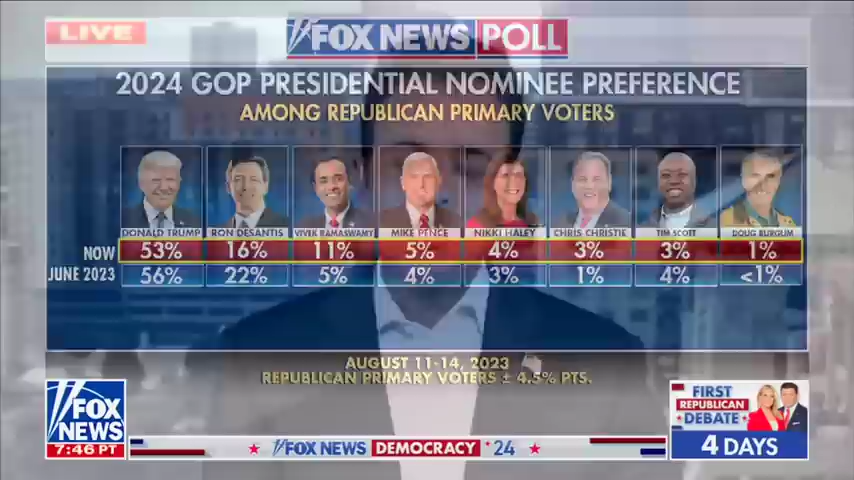 LIVE
FOX NEWS POLL
2024 GOP PRESIDENTIAL NOMINEE PREFERENCE
AMONG REPUBLICAN PRIMARY VOTERS
DONALD TRUMP RON DESANTIS VIVEK RAMASWAMY MIKE PENCE NIKKI HALEY CHRIS CHRISTIE TIM SCOTT DOUG BURGUM
NOW 53% 16% 11% 5% 4% 3% 3% 1%
JUNE 2023 56% 22% 5% 4% 3% 1% 4% <1%
AUGUST 11-14, 2023
REPUBLICAN PRIMARY VOTERS ± 4.5% PTS.
FOX
NEWS
7:46 PT
FOX NEWS DEMOCRACY '24
FIRST
REPUBLICAN
DEBATE
4 DAYS